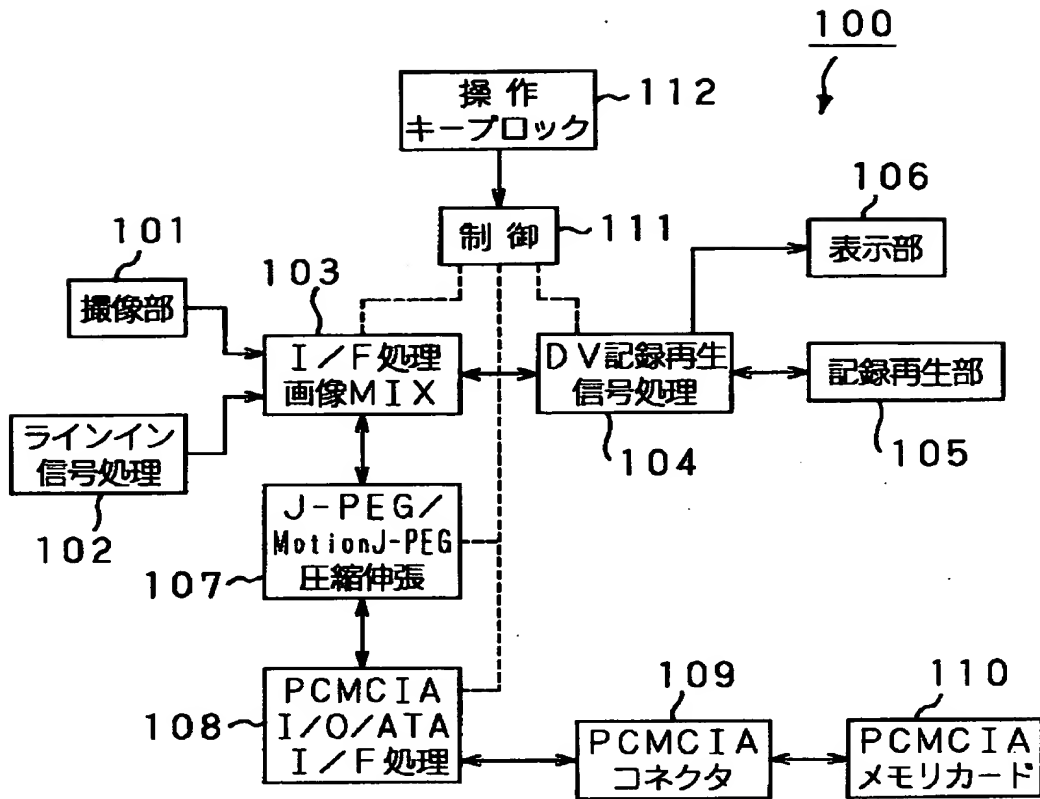 100
操作
キーブロック
112
制御
111
106
表示部
101
撮像部
103
I/F処理
画像MIX
DV記録再生
信号処理
104
記録再生部
105
ラインイン
信号処理
102
J-PEG/
MotionJ-PEG
圧縮伸張
107
PCMCIA
I/O/ATA
I/F処理
108
109
PCMCIA
コネクタ
110
PCMCIA
メモリカード